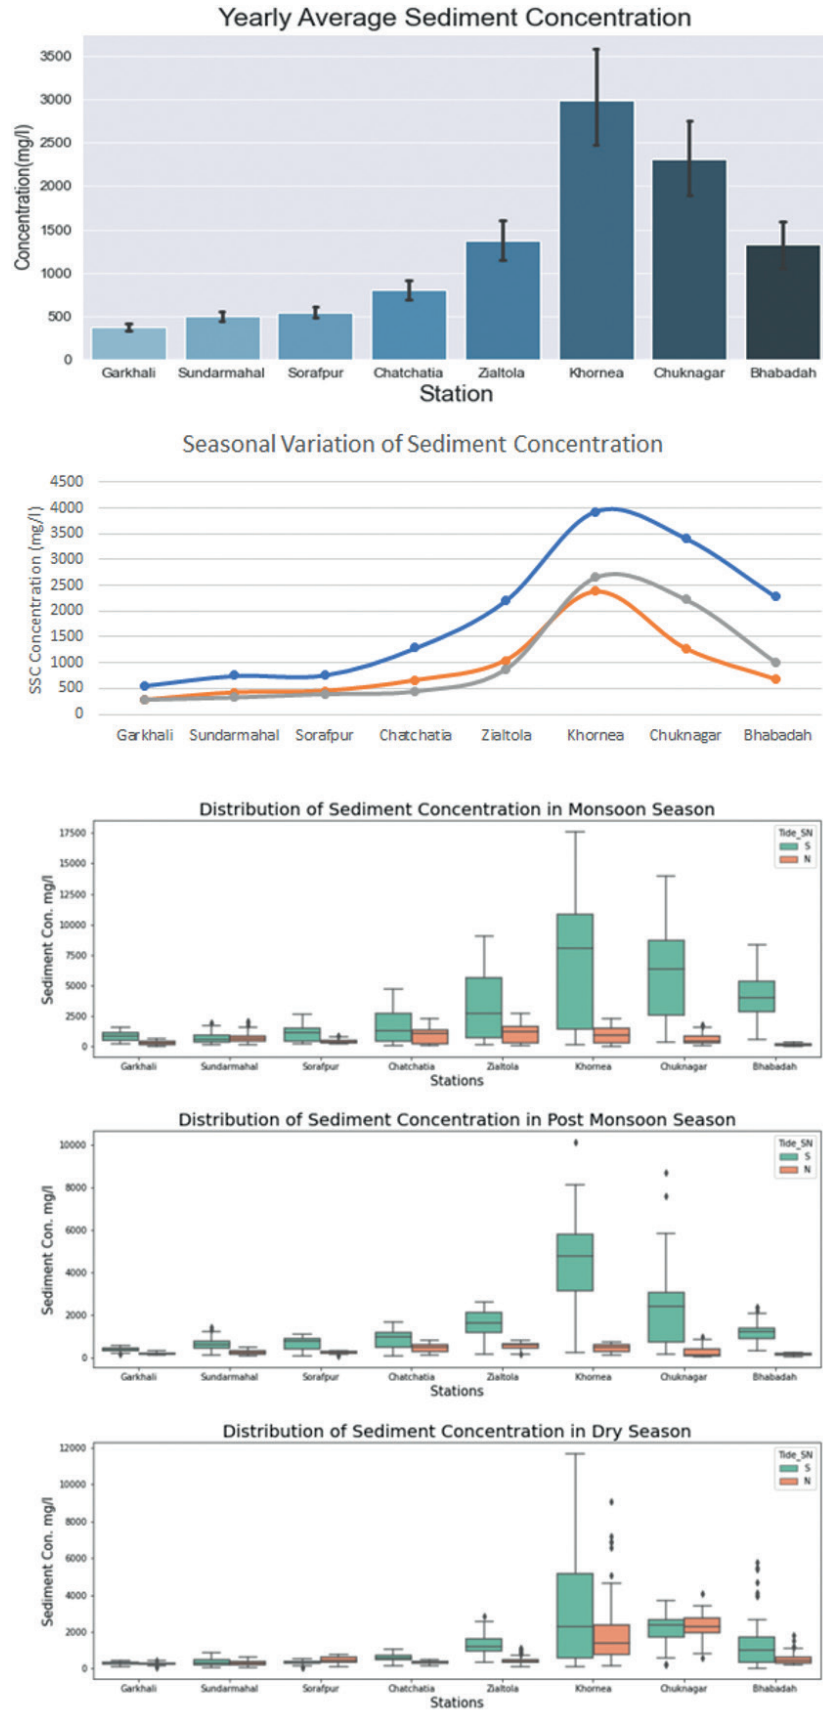 Yearly Average Sediment Concentration
Concentration(mg/l)
3500
3000
2500
2000
1500
1000
500
0
Garkhali Sundarmahal Sorafpur Chatchatia Zialtola Khornea Chuknagar Bhabadah
Station
Seasonal Variation of Sediment Concentration
SSC Concentration (mg/l)
4500
4000
3500
3000
2500
2000
1500
1000
500
0
Garkhali Sundarmahal Sorafpur Chatchatia Zialtola Khornea Chuknagar Bhabadah
Distribution of Sediment Concentration in Monsoon Season
Sediment Con. mg/l
17500
15000
12500
10000
7500
5000
2500
0
Tide_SN
S
N
Garkhali Sundarmahal Sorafpur Chatchatia Zialtola Khornea Chuknagar Bhabadah
Stations
Distribution of Sediment Concentration in Post Monsoon Season
Sediment Con. mg/l
10000
8000
6000
4000
2000
0
Tide_SN
S
N
Garkhali Sundarmahal Sorafpur Chatchatia Zialtola Khornea Chuknagar Bhabadah
Stations
Distribution of Sediment Concentration in Dry Season
Sediment Con. mg/l
12000
10000
8000
6000
4000
2000
0
Tide_SN
S
N
Garkhali Sundarmahal Sorafpur Chatchatia Zialtola Khornea Chuknagar Bhabadah
Stations